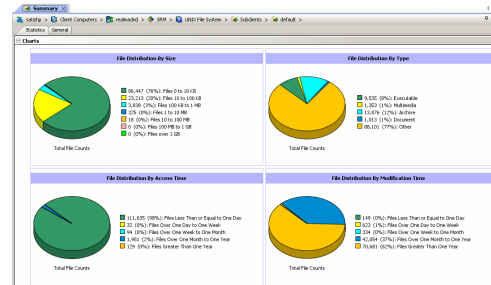 Summary
satishp > Client Computers > realmadrid > SRM > UNIX File System > Subclients > default >
Statistics General
Charts
File Distribution By Size
86,447 (76%): Files 0 to 10 kB
23,213 (20%): Files 10 to 100 kB
3,838 (3%): Files 100 kB to 1 MB
325 (0%): Files 1 to 10 MB
18 (0%): Files 10 to 100 MB
0 (0%): Files 100 MB to 1 GB
0 (0%): Files over 1 GB
Total File Counts
File Distribution By Type
9,535 (8%): Executable
1,353 (1%): Multimedia
13,876 (12%): Archive
1,013 (1%): Document
88,101 (77%): Other
Total File Counts
File Distribution By Access Time
111,635 (98%): Files Less Than or Equal to One Day
32 (0%): Files Over One Day to One Week
94 (0%): Files Over One Week to One Month
1,951 (2%): Files Over One Month to One Year
129 (0%): Files Greater Than One Year
Total File Counts
File Distribution By Modification Time
149 (0%): Files Less Than or Equal to One Day
623 (1%): Files Over One Day to One Week
334 (0%): Files Over One Week to One Month
42,054 (37%): Files Over One Month to One Year
70,681 (62%): Files Greater Than One Year
Total File Counts